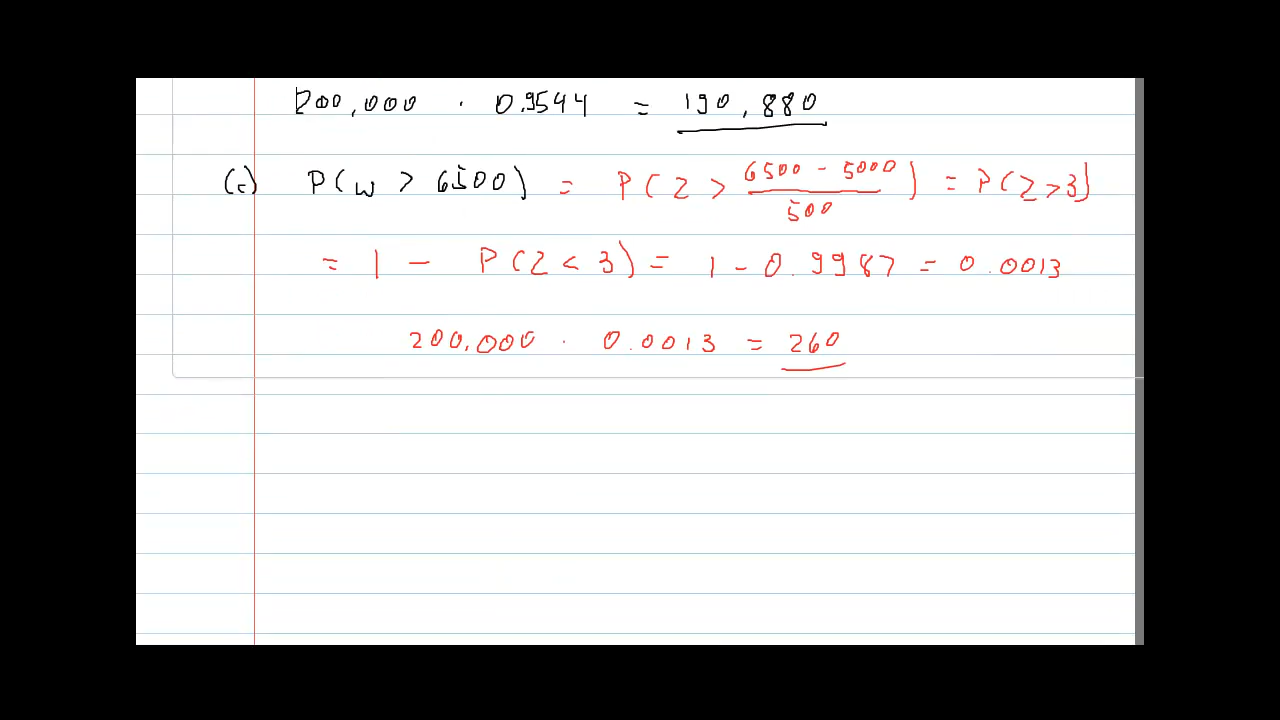 200,000 · 0.9544 = 190,880
(c) P(W > 6500) = P(Z > 6500 - 5000 / 500) = P(Z > 3)
= 1 - P(Z < 3) = 1 - 0.9987 = 0.0013
200,000 · 0.0013 = 260